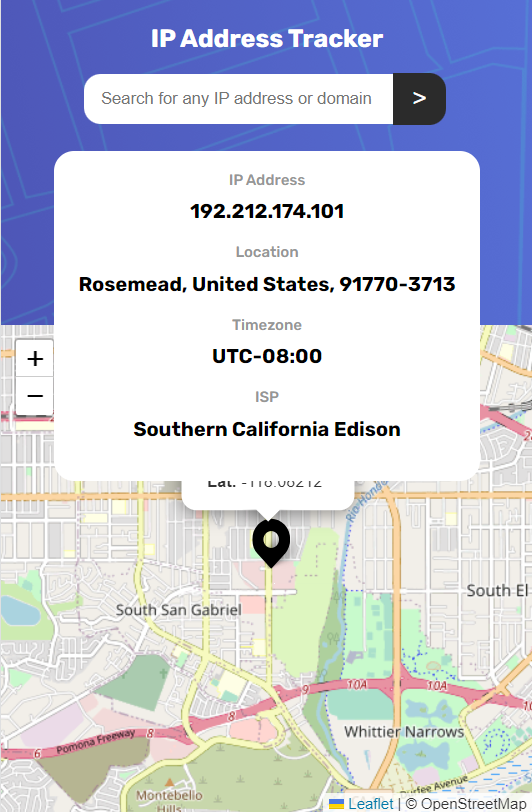 IP Address Tracker
Search for any IP address or domain
>
IP Address
192.212.174.101
Location
Rosemead, United States, 91770-3713
Timezone
UTC-08:00
ISP
Southern California Edison
+
−
Lat: -118.08212
Rio Hondo
South San Gabriel
South El
10A
10A
9
8
8
6
Pomona Freeway
Whittier Narrows
Montebello
Hills
Durfee Avenue
Leaflet | © OpenStreetMap